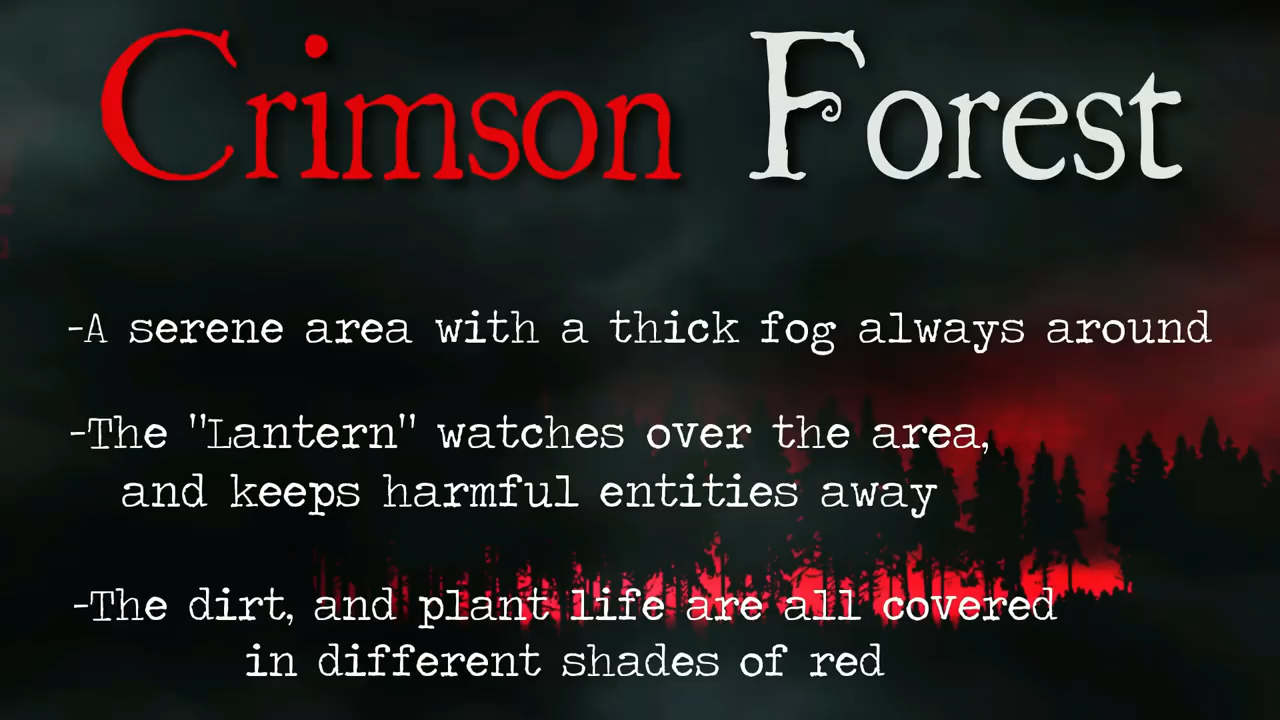 Crimson Forest
-A serene area with a thick fog always around
-The "Lantern" watches over the area,
and keeps harmful entities away
-The dirt, and plant life are all covered
in different shades of red